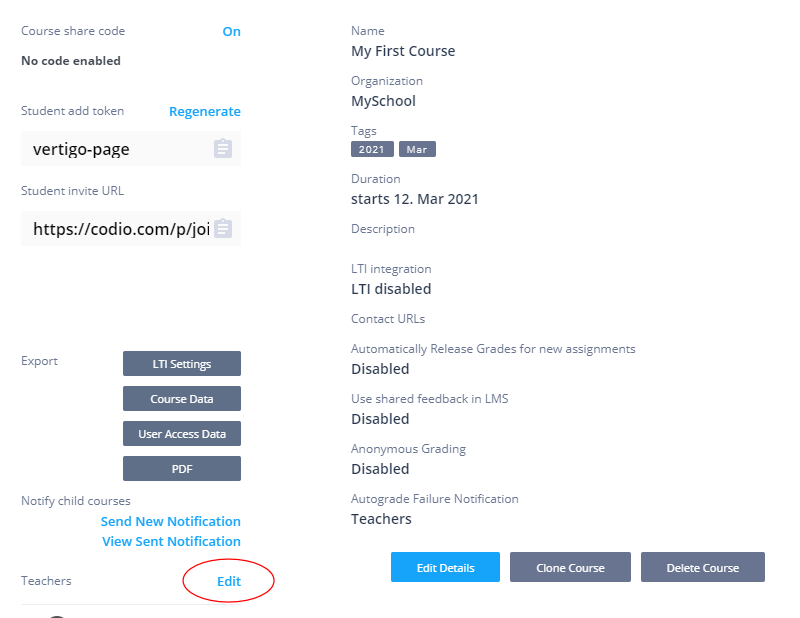 Course share code On
No code enabled
Student add token Regenerate
vertigo-page
Student invite URL
https://codio.com/p/joi
Export
LTI Settings
Course Data
User Access Data
PDF
Notify child courses
Send New Notification
View Sent Notification
Teachers Edit
Name
My First Course
Organization
MySchool
Tags
2021 Mar
Duration
starts 12. Mar 2021
Description
LTI integration
LTI disabled
Contact URLs
Automatically Release Grades for new assignments
Disabled
Use shared feedback in LMS
Disabled
Anonymous Grading
Disabled
Autograde Failure Notification
Teachers
Edit Details Clone Course Delete Course